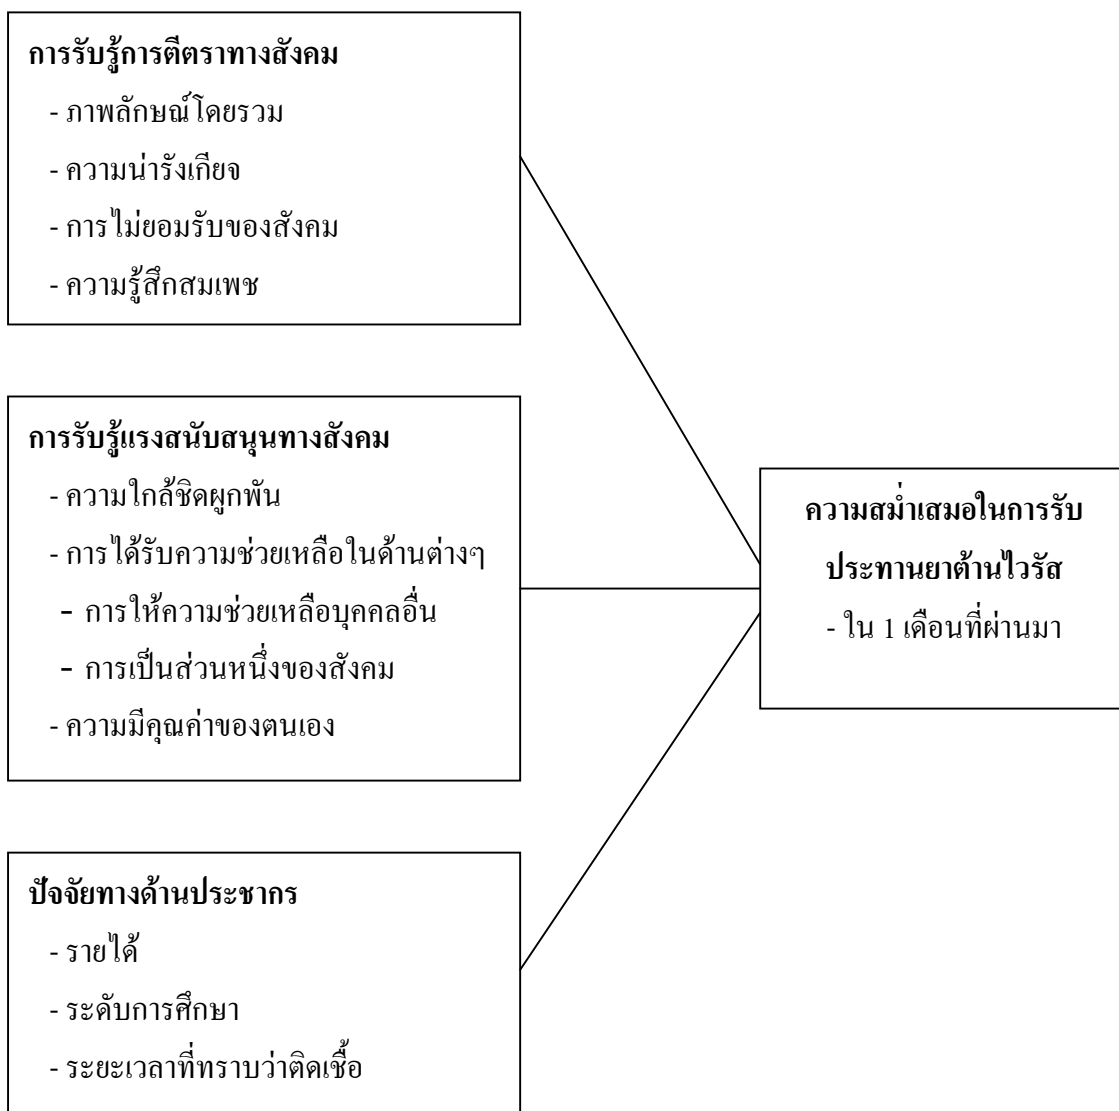 การรับรู้การตีตราทางสังคม
- ภาพลักษณ์โดยรวม
- ความน่ารังเกียจ
- การไม่ยอมรับของสังคม
- ความรู้สึกสมเพช
การรับรู้แรงสนับสนุนทางสังคม
- ความใกล้ชิดผูกพัน
- การได้รับความช่วยเหลือในด้านต่างๆ
- การให้ความช่วยเหลือบุคคลอื่น
- การเป็นส่วนหนึ่งของสังคม
- ความมีคุณค่าของตนเอง
ปัจจัยทางด้านประชากร
- รายได้
- ระดับการศึกษา
- ระยะเวลาที่ทราบว่าติดเชื้อ
ความสม่ำเสมอในการรับ
ประทานยาต้านไวรัส
- ใน 1 เดือนที่ผ่านมา